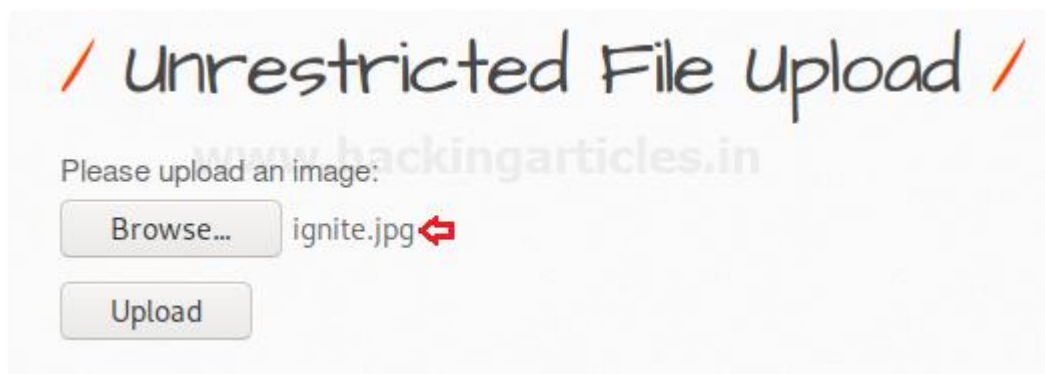 / Unrestricted File Upload /
www.hackingarticles.in
Please upload an image:
Browse... ignite.jpg
Upload